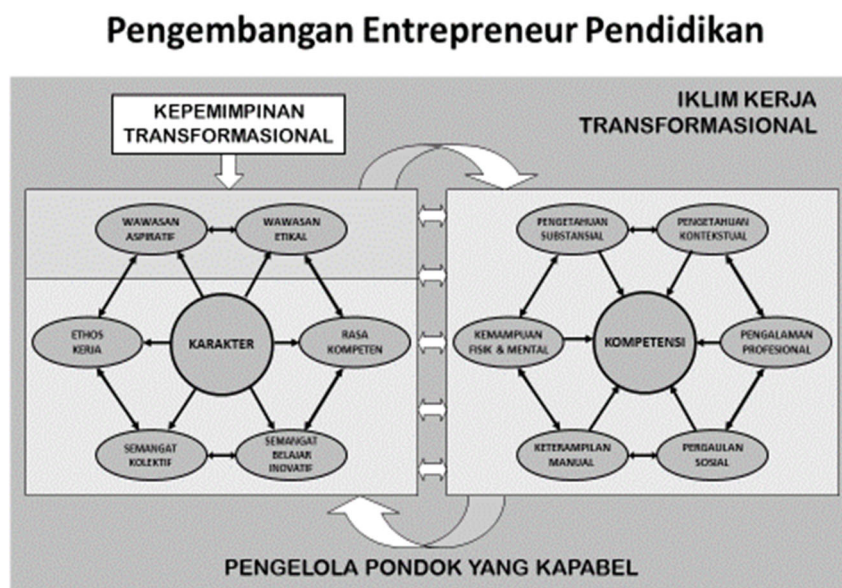 Pengembangan Entrepreneur Pendidikan
KEPEMIMPINAN
TRANSFORMASIONAL
IKLIM KERJA
TRANSFORMASIONAL
WAWASAN
ASPIRATIF
WAWASAN
ETIKAL
ETHOS
KERJA
KARAKTER
RASA
KOMPETEN
SEMANGAT
KOLEKTIF
SEMANGAT
BELAJAR
INOVATIF
PENGETAHUAN
SUBSTANSIAL
PENGETAHUAN
KONTEKSTUAL
KEMAMPUAN
FISIK & MENTAL
KOMPETENSI
PENGALAMAN
PROFESIONAL
KETERAMPILAN
MANUAL
PERGAULAN
SOSIAL
PENGELOLA PONDOK YANG KAPABEL